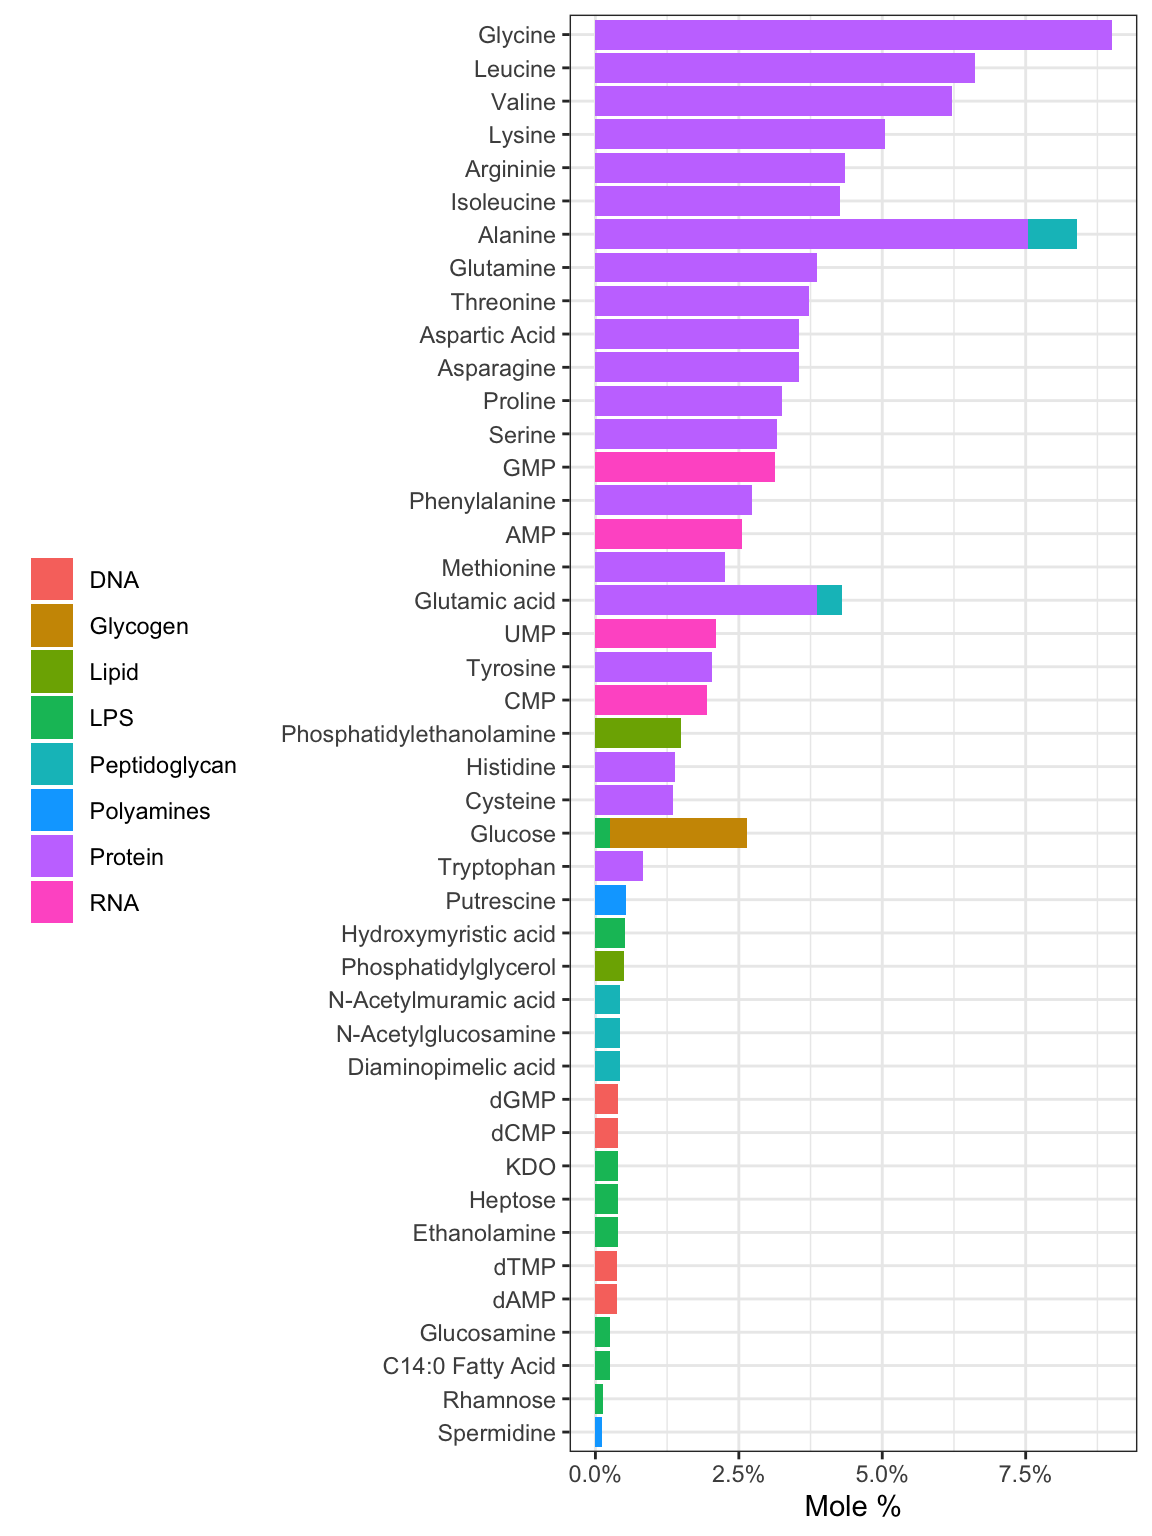 Glycine
Leucine
Valine
Lysine
Argininie
Isoleucine
Alanine
Glutamine
Threonine
Aspartic Acid
Asparagine
Proline
Serine
GMP
Phenylalanine
AMP
Methionine
Glutamic acid
UMP
Tyrosine
CMP
Phosphatidylethanolamine
Histidine
Cysteine
Glucose
Tryptophan
Putrescine
Hydroxymyristic acid
Phosphatidylglycerol
N-Acetylmuramic acid
N-Acetylglucosamine
Diaminopimelic acid
dGMP
dCMP
KDO
Heptose
Ethanolamine
dTMP
dAMP
Glucosamine
C14:0 Fatty Acid
Rhamnose
Spermidine
0.0% 2.5% 5.0% 7.5%
Mole %
DNA
Glycogen
Lipid
LPS
Peptidoglycan
Polyamines
Protein
RNA